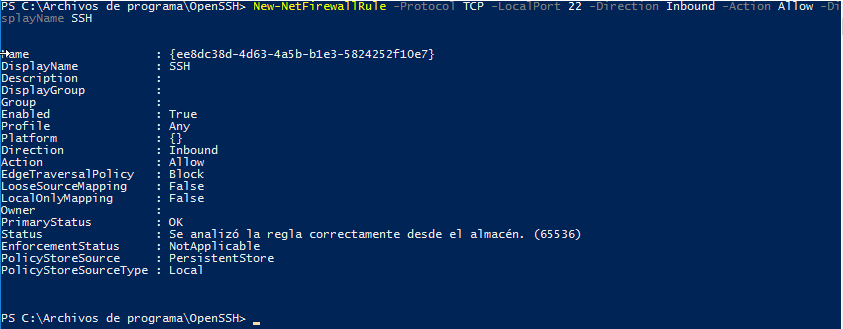 PS C:\Archivos de programa\OpenSSH> New-NetFirewallRule -Protocol TCP -LocalPort 22 -Direction Inbound -Action Allow -Di
splayName SSH
Name : {ee8dc38d-4d63-4a5b-b1e3-5824252f10e7}
DisplayName : SSH
Description :
DisplayGroup :
Group :
Enabled : True
Profile : Any
Platform : {}
Direction : Inbound
Action : Allow
EdgeTraversalPolicy : Block
LooseSourceMapping : False
LocalOnlyMapping : False
Owner :
PrimaryStatus : OK
Status : Se analizó la regla correctamente desde el almacén. (65536)
EnforcementStatus : NotApplicable
PolicyStoreSource : PersistentStore
PolicyStoreSourceType : Local
PS C:\Archivos de programa\OpenSSH> _